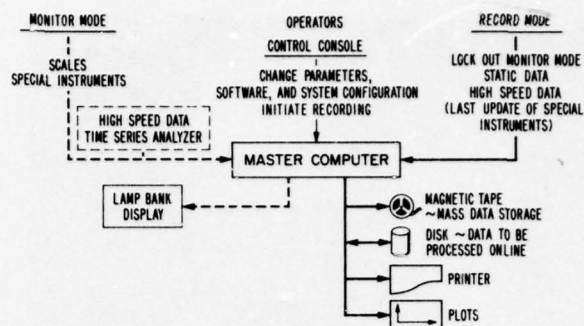 MONITOR MODE
SCALES
SPECIAL INSTRUMENTS
HIGH SPEED DATA
TIME SERIES ANALYZER
OPERATORS
CONTROL CONSOLE
CHANGE PARAMETERS,
SOFTWARE, AND SYSTEM CONFIGURATION
INITIATE RECORDING
RECORD MODE
LOCK OUT MONITOR MODE
STATIC DATA
HIGH SPEED DATA
(LAST UPDATE OF SPECIAL
INSTRUMENTS)
MASTER COMPUTER
LAMP BANK
DISPLAY
MAGNETIC TAPE
~MASS DATA STORAGE
DISK ~DATA TO BE
PROCESSED ONLINE
PRINTER
PLOTS